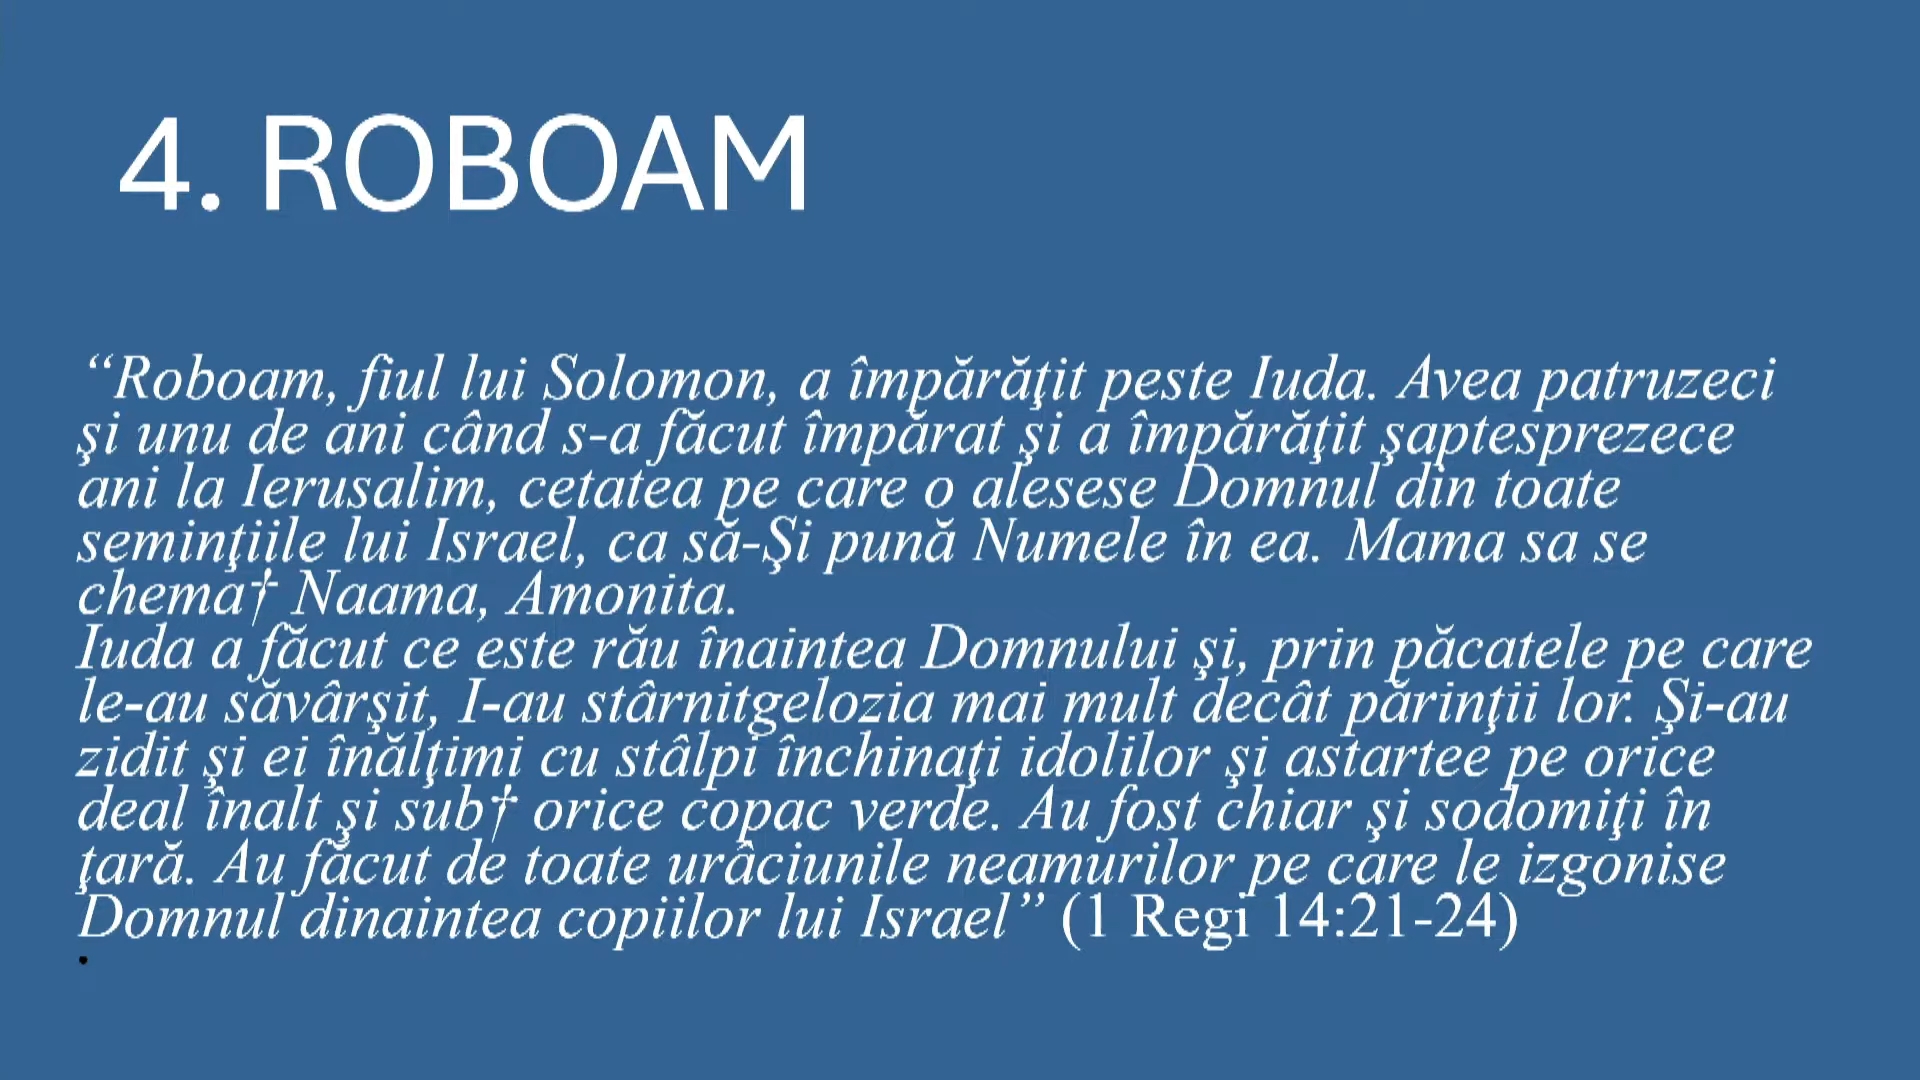 4. ROBOAM
“Roboam, fiul lui Solomon, a împărăţit peste Iuda. Avea patruzeci
şi unu de ani când s-a făcut împărat şi a împărăţit şaptesprezece
ani la Ierusalim, cetatea pe care o alesese Domnul din toate
seminţiile lui Israel, ca să-Şi pună Numele în ea. Mama sa se
chema† Naama, Amonita.
Iuda a făcut ce este rău înaintea Domnului şi, prin păcatele pe care
le-au săvârşit, I-au stârnitgelozia mai mult decât părinţii lor. Şi-au
zidit şi ei înălţimi cu stâlpi închinaţi idolilor şi astartee pe orice
deal înalt şi sub† orice copac verde. Au fost chiar şi sodomiţi în
ţară. Au făcut de toate urâciunile neamurilor pe care le izgonise
Domnul dinaintea copiilor lui Israel” (1 Regi 14:21-24)
•